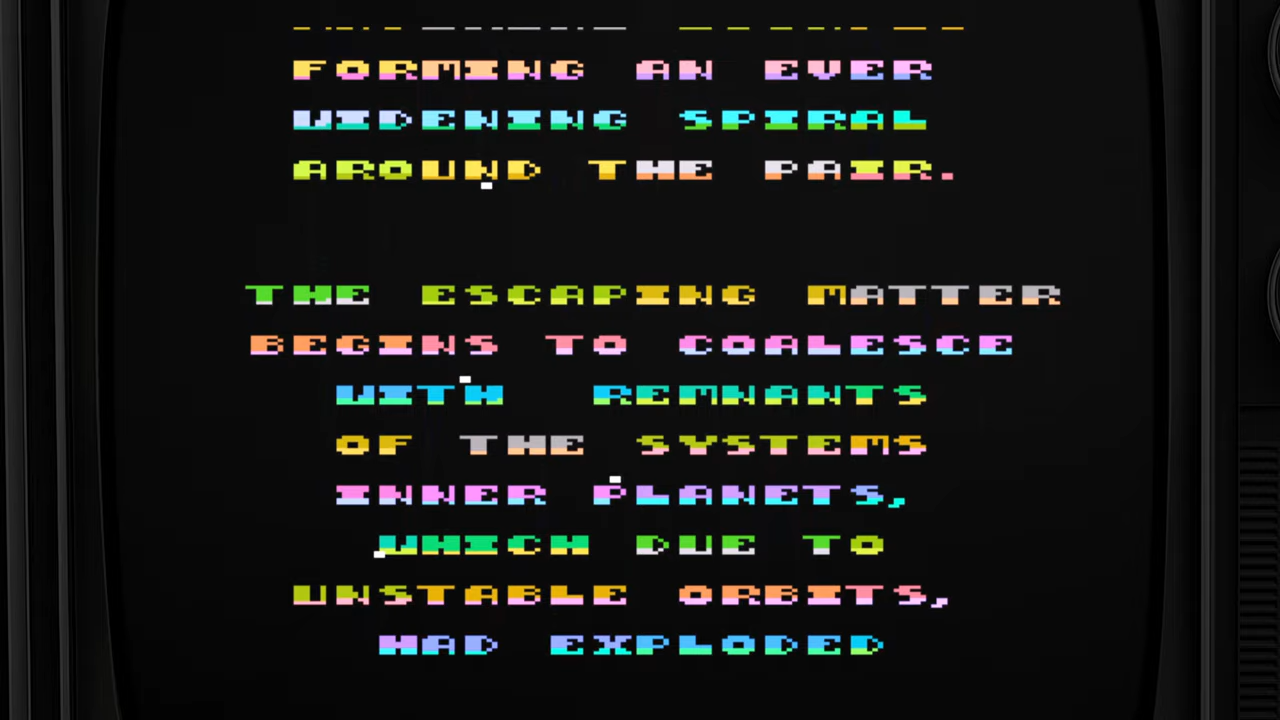 FORMING AN EVER
WIDENING SPIRAL
AROUND THE PAIR.
THE ESCAPING MATTER
BEGINS TO COALESCE
WITH REMNANTS
OF THE SYSTEMS
INNER PLANETS,
WHICH DUE TO
UNSTABLE ORBITS,
HAD EXPLODED